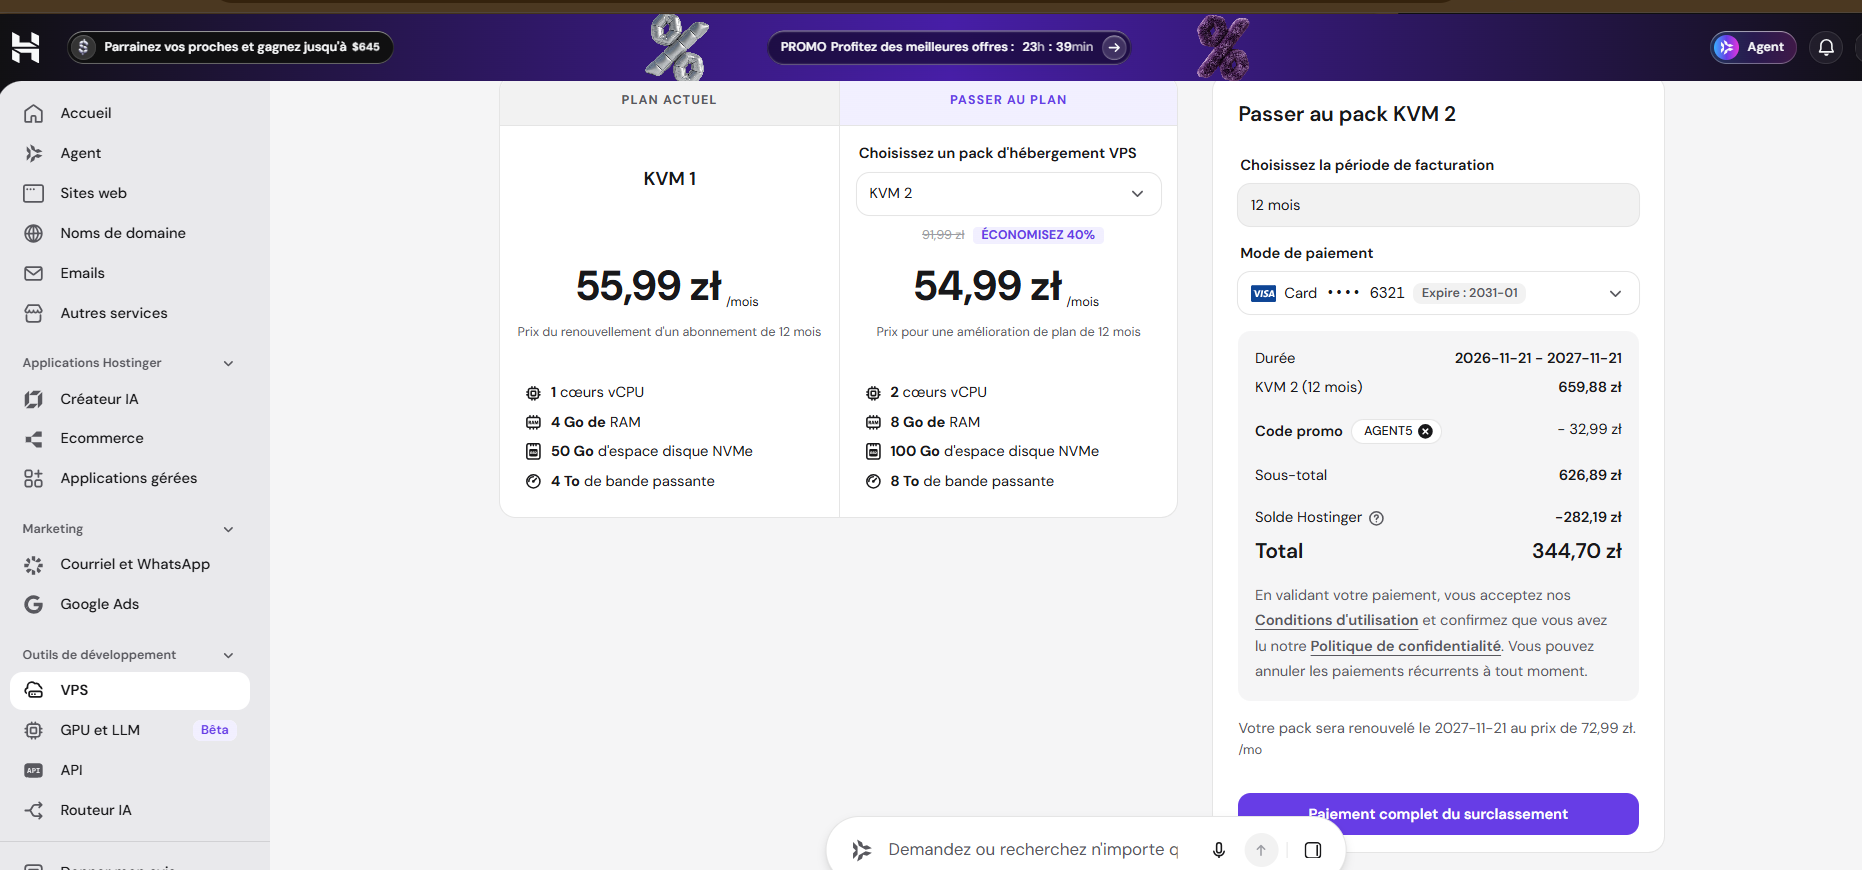 Parrainez vos proches et gagnez jusqu'à $645
PROMO Profitez des meilleures offres : 23h : 39min
Agent
Accueil
Agent
Sites web
Noms de domaine
Emails
Autres services
Applications Hostinger
Créateur IA
Ecommerce
Applications gérées
Marketing
Courriel et WhatsApp
Google Ads
Outils de développement
VPS
GPU et LLM Bêta
API
API
Routeur IA
PLAN ACTUEL
KVM 1
55,99 zł /mois
Prix du renouvellement d'un abonnement de 12 mois
1 cœurs vCPU
4 Go de RAM
50 Go d'espace disque NVMe
4 To de bande passante
PASSER AU PLAN
Choisissez un pack d'hébergement VPS
KVM 2
91,99 zł ÉCONOMISEZ 40%
54,99 zł /mois
Prix pour une amélioration de plan de 12 mois
2 cœurs vCPU
8 Go de RAM
100 Go d'espace disque NVMe
8 To de bande passante
Passer au pack KVM 2
Choisissez la période de facturation
12 mois
Mode de paiement
VISA Card •••• 6321 Expire : 2031-01
Durée 2026-11-21 - 2027-11-21
KVM 2 (12 mois) 659,88 zł
Code promo AGENT5 - 32,99 zł
Sous-total 626,89 zł
Solde Hostinger -282,19 zł
Total 344,70 zł
En validant votre paiement, vous acceptez nos
Conditions d'utilisation et confirmez que vous avez
lu notre Politique de confidentialité. Vous pouvez
annuler les paiements récurrents à tout moment.
Votre pack sera renouvelé le 2027-11-21 au prix de 72,99 zł.
/mo
Paiement complet du surclassement
Demandez ou recherchez n'importe q